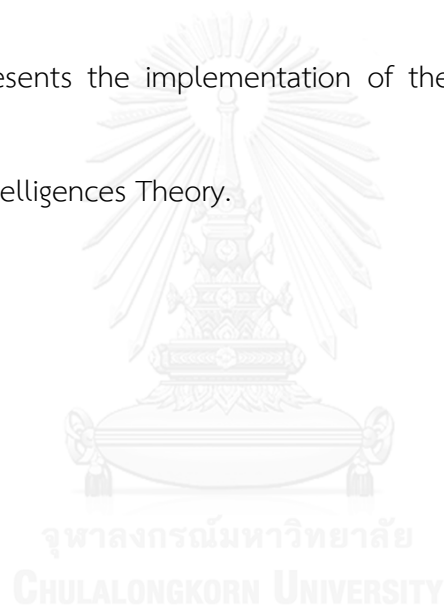 esents the implementation of the
telligences Theory.
จุฬาลงกรณ์มหาวิทยาลัย
CHULALONGKORN UNIVERSITY